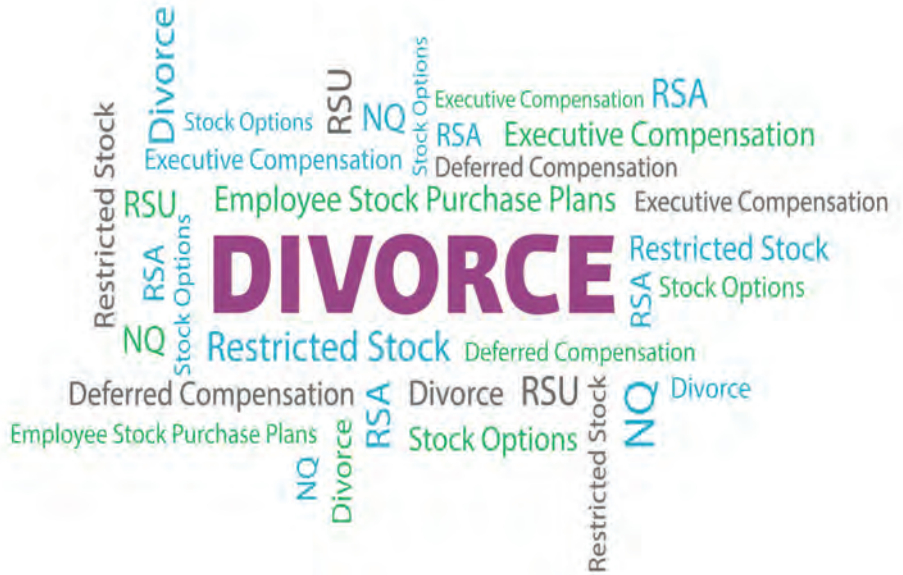 Divorce
Stock Options
RSU
NQ
Stock Options
Executive Compensation
RSA
RSA
Executive Compensation
Executive Compensation
Deferred Compensation
Restricted Stock
RSU
Employee Stock Purchase Plans
Executive Compensation
RSA
Stock Options
DIVORCE
Restricted Stock
RSA
Stock Options
NQ
Restricted Stock
Deferred Compensation
Deferred Compensation
RSA
Divorce
RSU
Restricted Stock
NQ
Divorce
Employee Stock Purchase Plans
NQ
Divorce
Stock Options